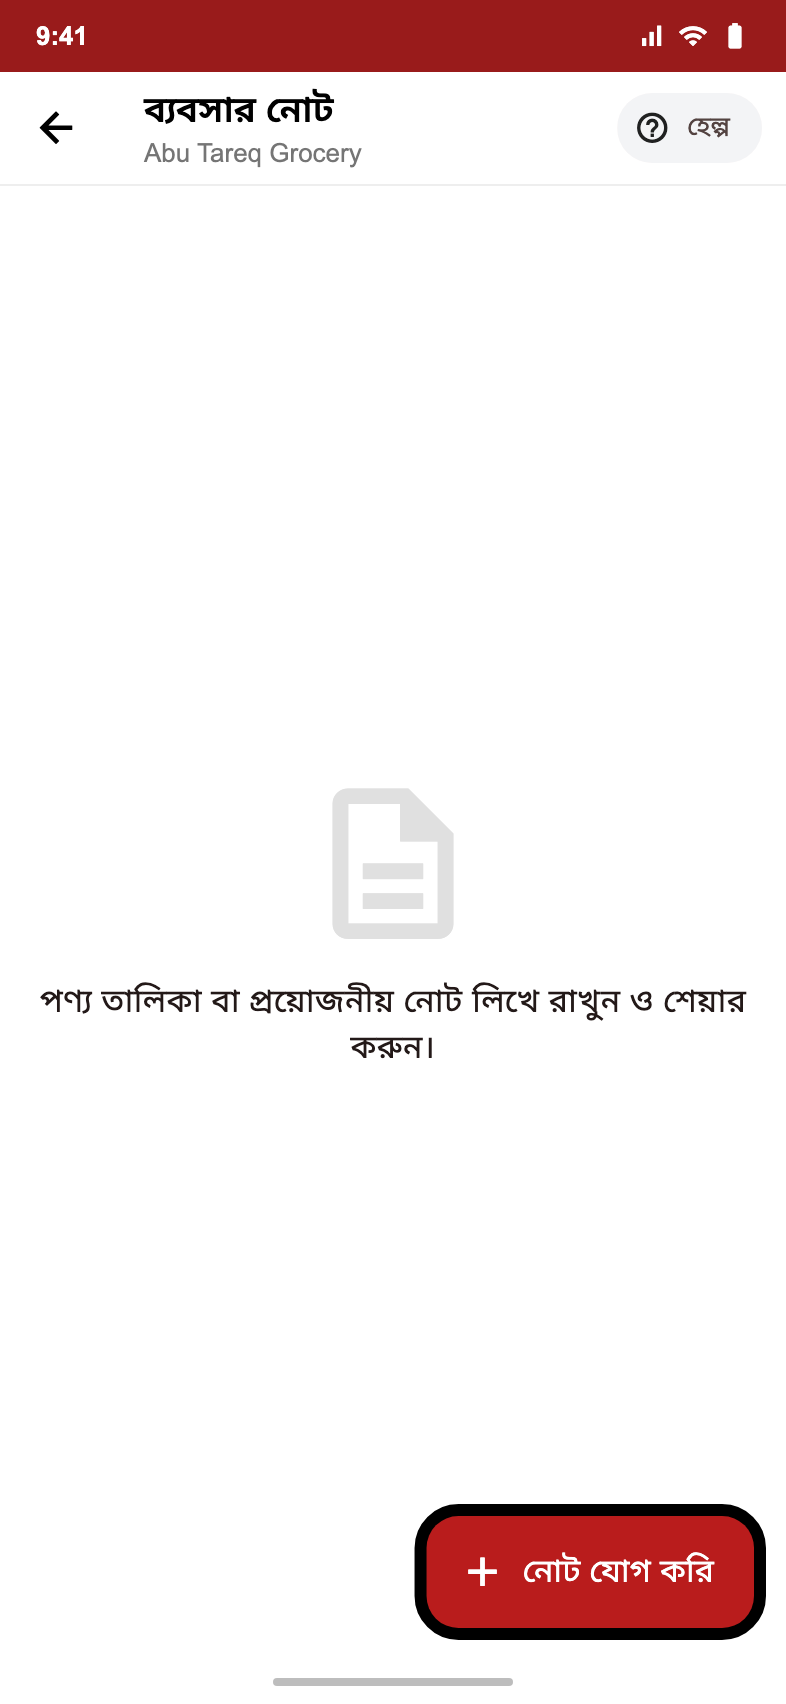 9:41
ব্যবসার নোট
Abu Tareq Grocery
হেল্প
পণ্য তালিকা বা প্রয়োজনীয় নোট লিখে রাখুন ও শেয়ার
করুন।
নোট যোগ করি